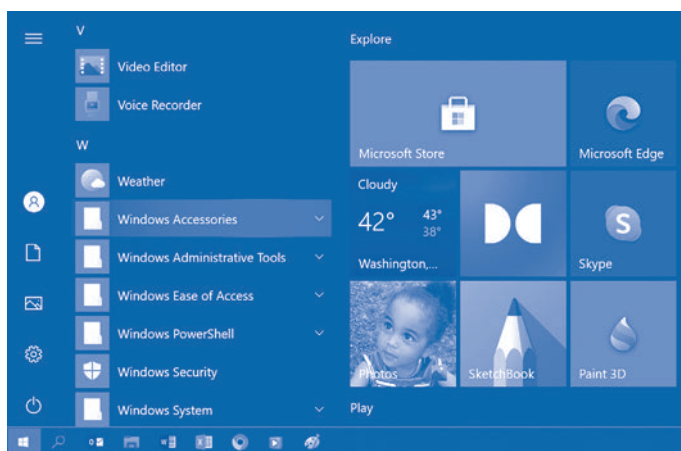 V
Video Editor
Voice Recorder
W
Weather
Windows Accessories
Windows Administrative Tools
Windows Ease of Access
Windows PowerShell
Windows Security
Windows System
Explore
Microsoft Store
Microsoft Edge
Cloudy
42° 43°
38°
Washington,...
S
Skype
Photos
SketchBook
Paint 3D
Play